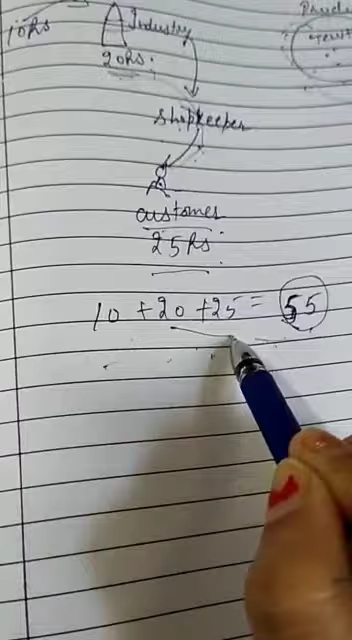 10Rs
Industry
20Rs.
Shopkeeper
customer
25Rs
10 + 20 + 25 = 55